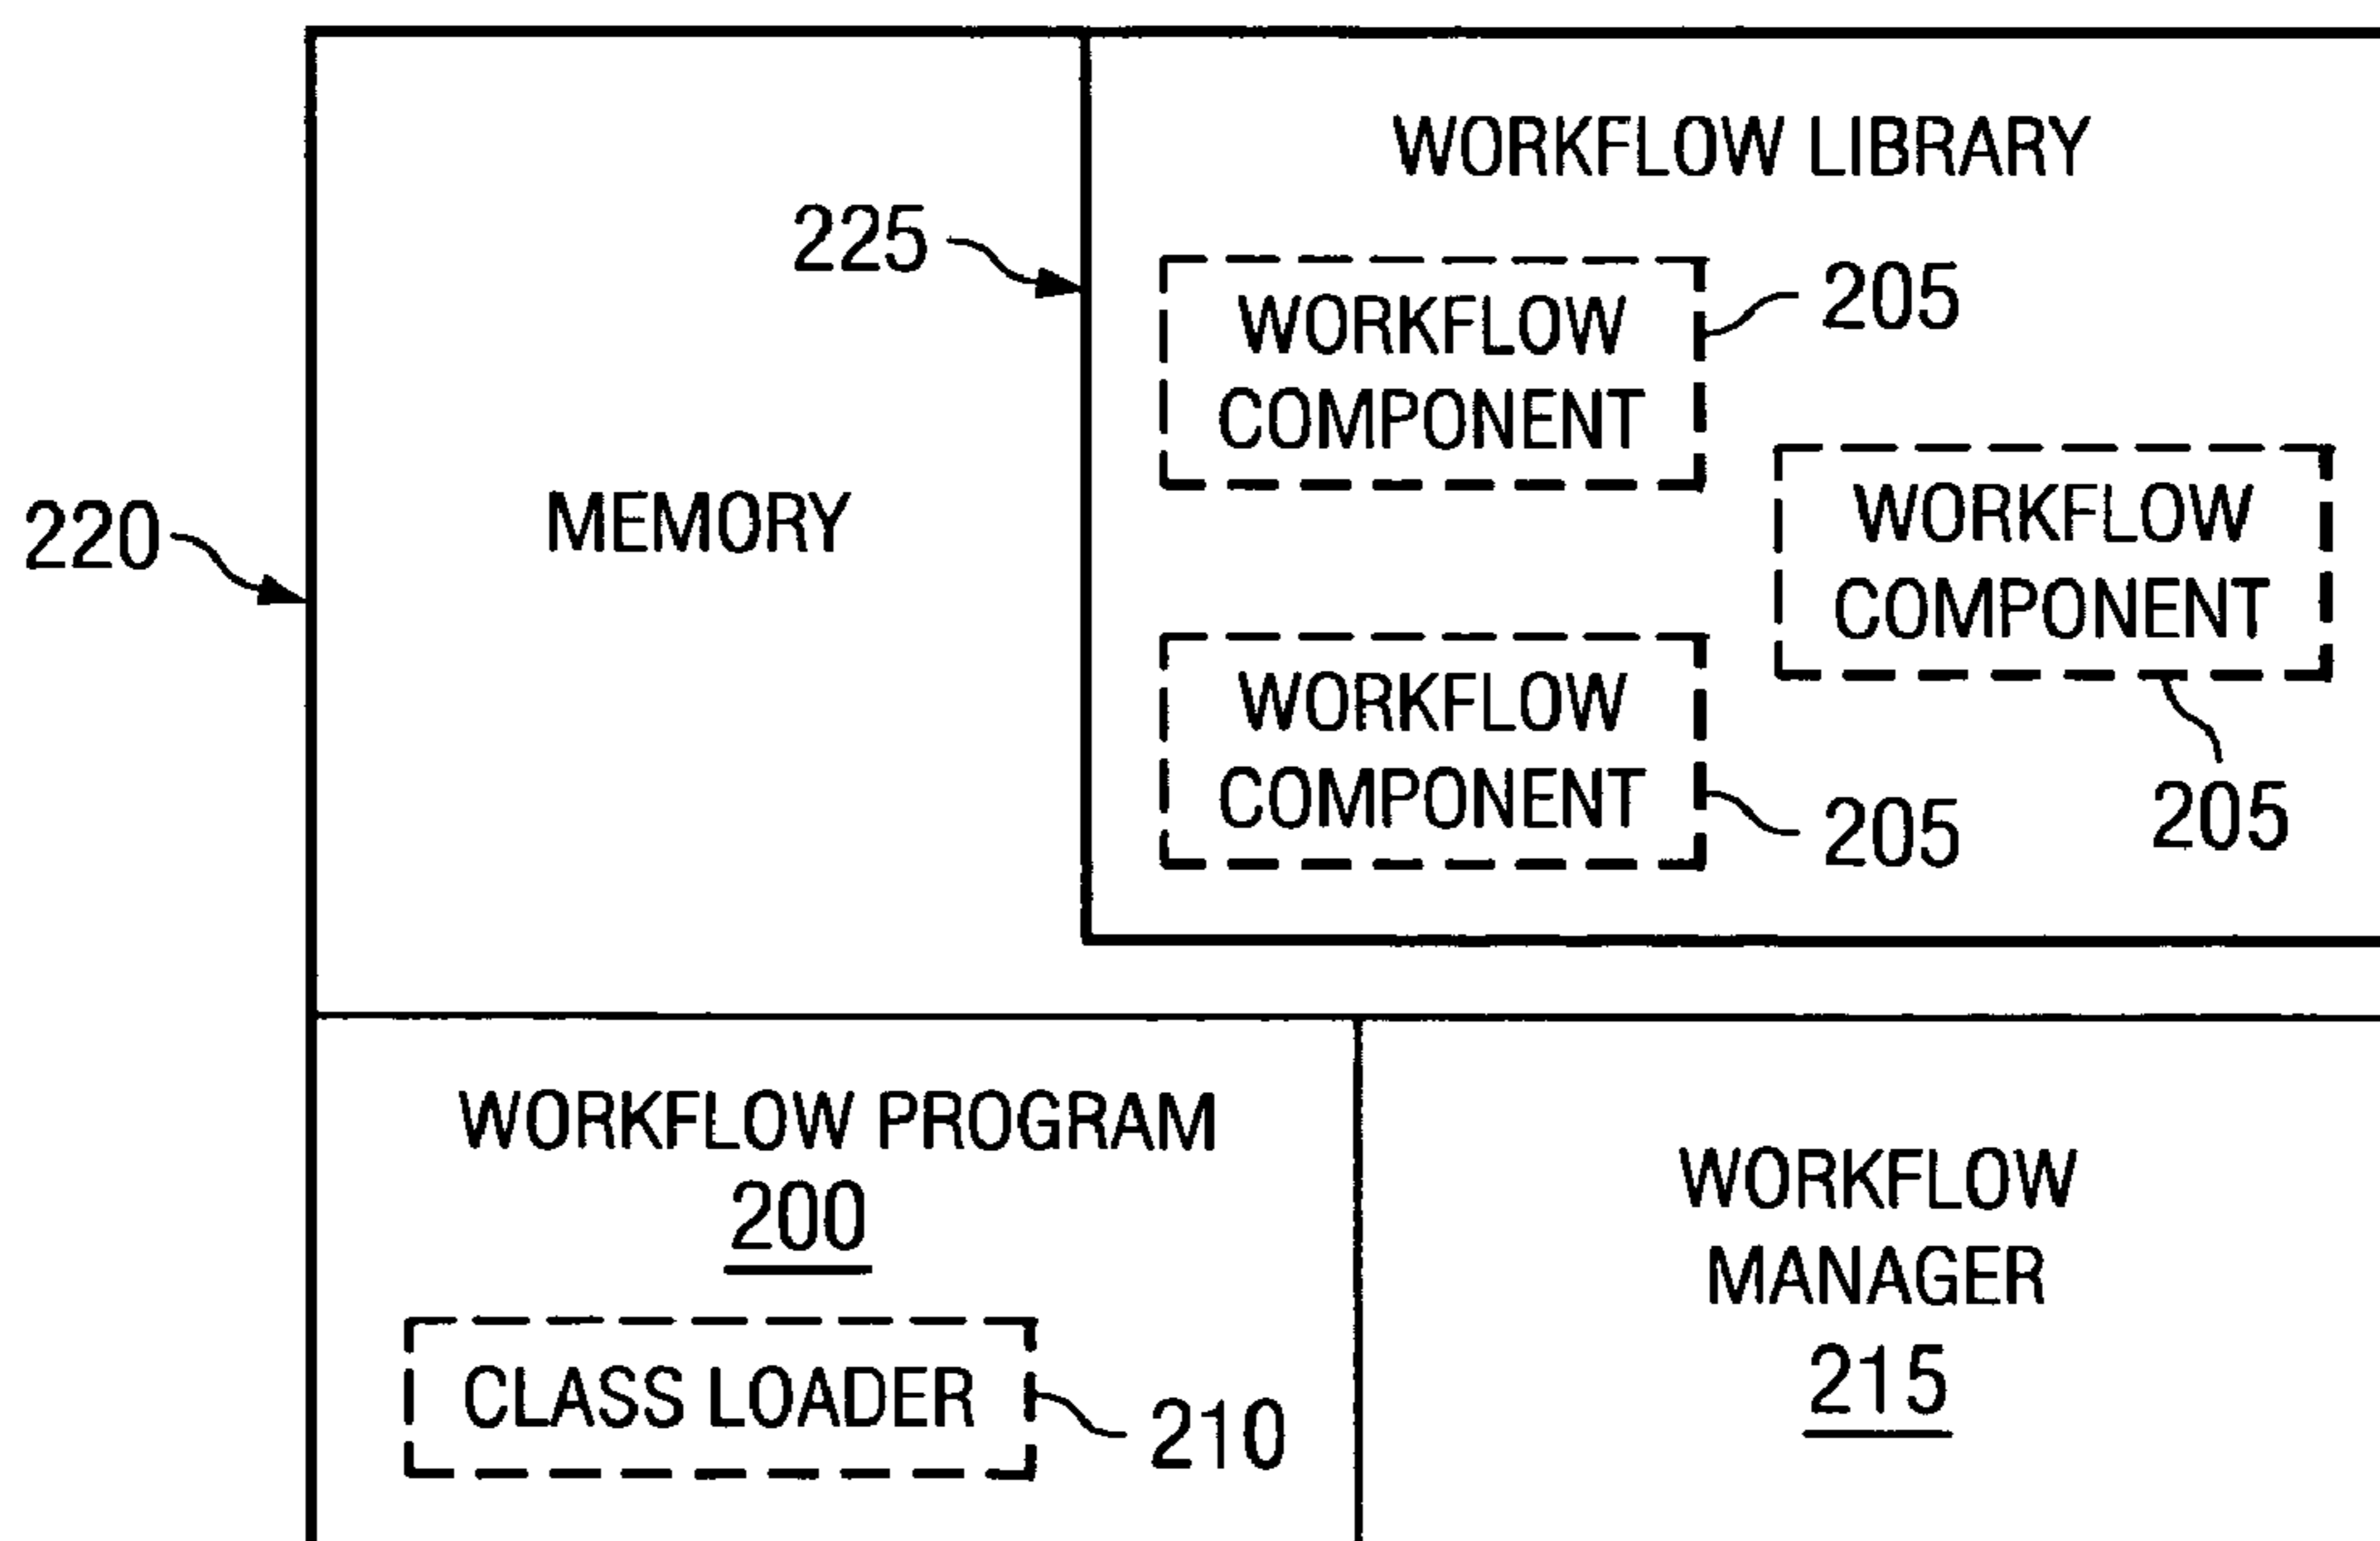 WORKFLOW LIBRARY
225
WORKFLOW
COMPONENT
205
MEMORY
220
WORKFLOW
COMPONENT
205
WORKFLOW
COMPONENT
205
WORKFLOW PROGRAM
200
CLASS LOADER
210
WORKFLOW
MANAGER
215